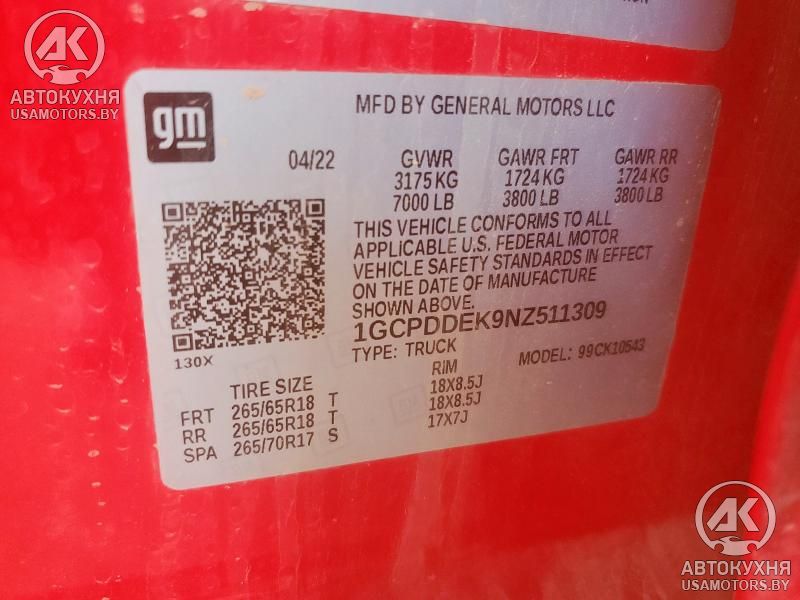 AK
АВТОКУХНЯ
USAMOTORS.BY
gm
MFD BY GENERAL MOTORS LLC
04/22 GVWR GAWR FRT GAWR RR
3175 KG 1724 KG 1724 KG
7000 LB 3800 LB 3800 LB
THIS VEHICLE CONFORMS TO ALL
APPLICABLE U.S. FEDERAL MOTOR
VEHICLE SAFETY STANDARDS IN EFFECT
ON THE DATE OF MANUFACTURE
SHOWN ABOVE.
1GCPDDEK9NZ511309
130X
TYPE: TRUCK MODEL: 99CK10543
TIRE SIZE RIM
FRT 265/65R18 T 18X8.5J
RR 265/65R18 T 18X8.5J
SPA 265/70R17 S 17X7J
AK
АВТОКУХНЯ
USAMOTORS.BY